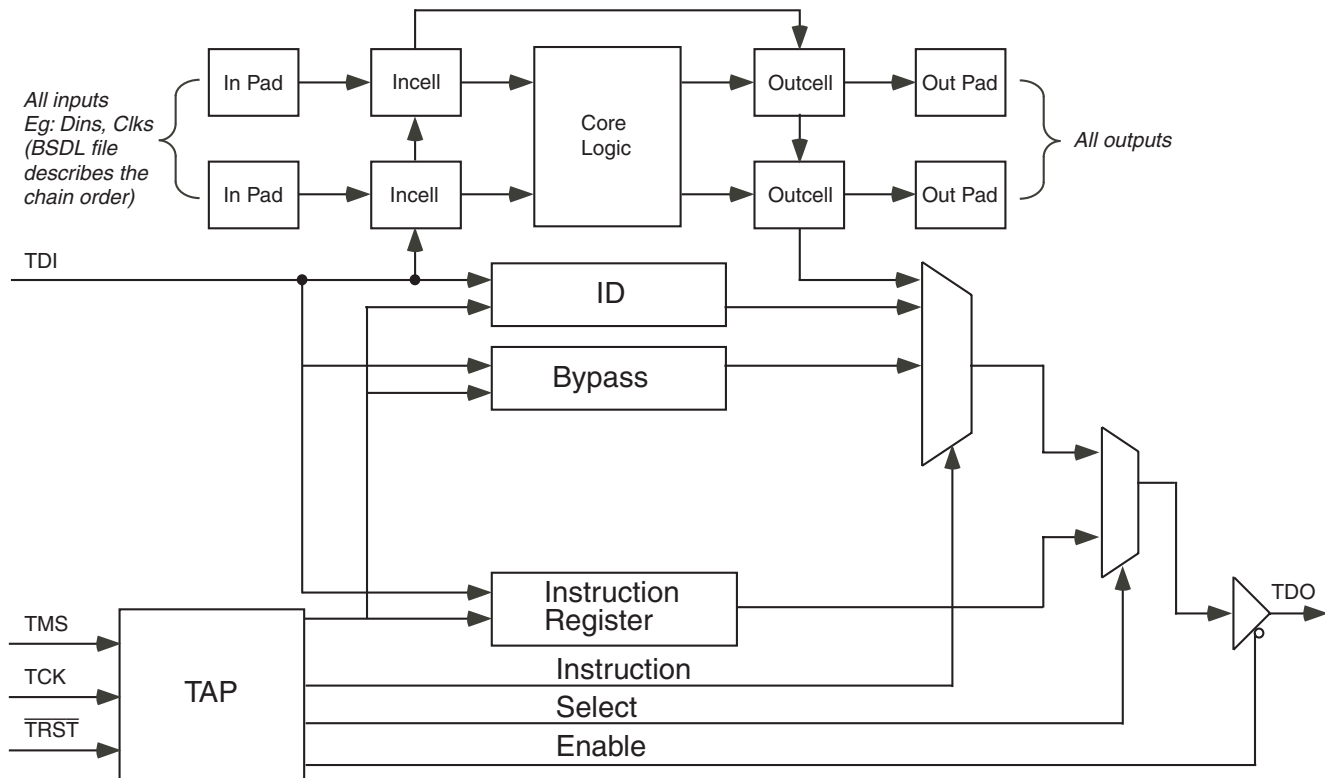 In Pad
Incell
Core
Logic
Outcell
Out Pad
All inputs
Eg: Dins, Clks
(BSDL file
describes the
chain order)
All outputs
In Pad
Incell
Outcell
Out Pad
TDI
ID
Bypass
Instruction
Register
TDO
TMS
TCK
TRST
TAP
Instruction
Select
Enable